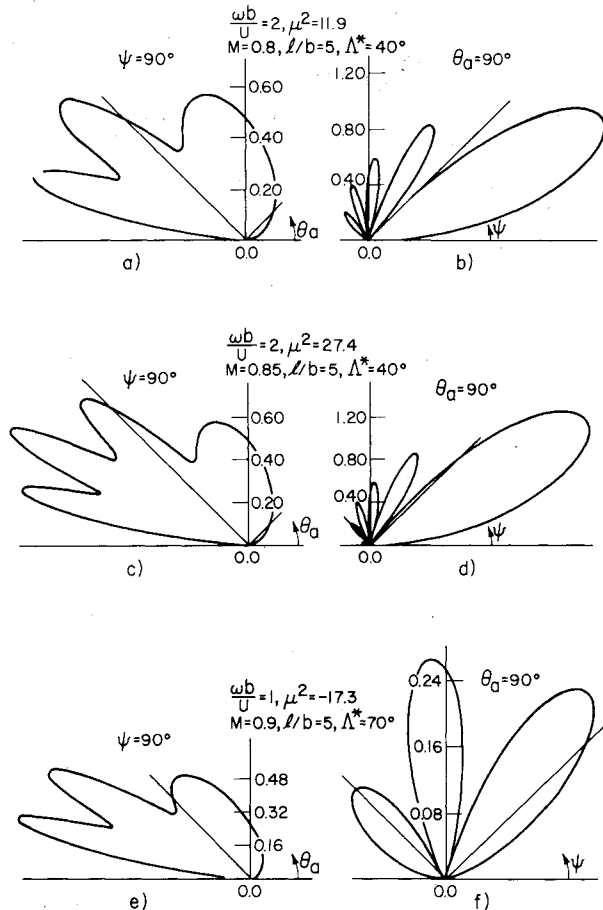 ωb/U = 2, μ² = 11.9
M=0.8, ℓ/b=5, Λ*=40°
ψ = 90°
θa = 90°
0.60
0.40
0.20
0.0
θa
a)
1.20
0.80
0.40
0.0
ψ
b)
ωb/U = 2, μ² = 27.4
M=0.85, ℓ/b=5, Λ*=40°
ψ=90°
θa=90°
0.60
0.40
0.20
0.0
θa
c)
1.20
0.80
0.40
0.0
ψ
d)
ωb/U = 1, μ² = -17.3
M=0.9, ℓ/b=5, Λ*=70°
ψ=90°
θa=90°
0.48
0.32
0.16
0.0
θa
e)
0.24
0.16
0.08
0.0
ψ
f)